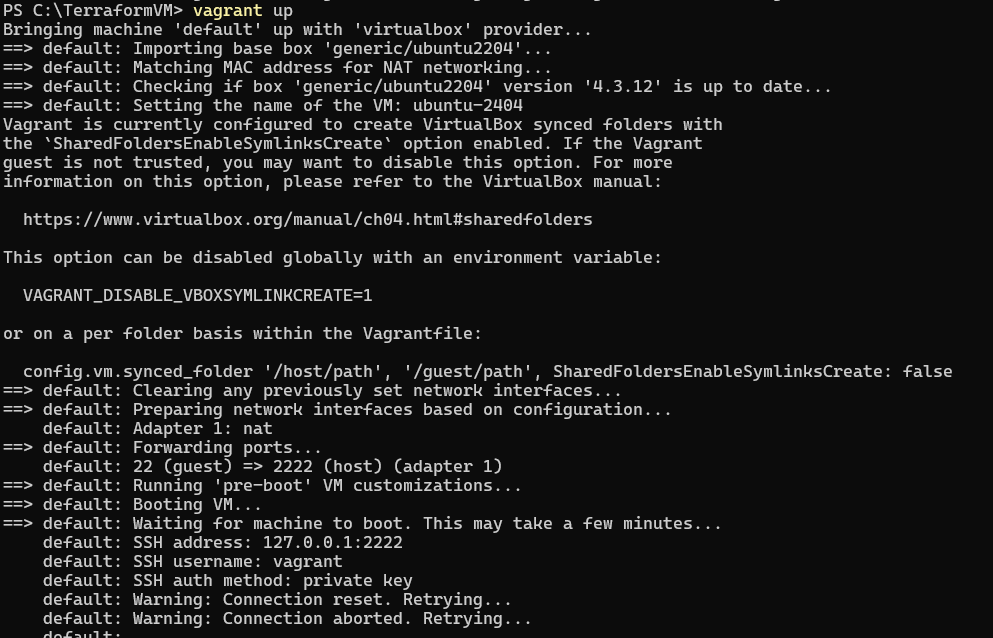 PS C:\TerraformVM> vagrant up
Bringing machine 'default' up with 'virtualbox' provider...
==> default: Importing base box 'generic/ubuntu2204'...
==> default: Matching MAC address for NAT networking...
==> default: Checking if box 'generic/ubuntu2204' version '4.3.12' is up to date...
==> default: Setting the name of the VM: ubuntu-2404
Vagrant is currently configured to create VirtualBox synced folders with
the `SharedFoldersEnableSymlinksCreate` option enabled. If the Vagrant
guest is not trusted, you may want to disable this option. For more
information on this option, please refer to the VirtualBox manual:

  https://www.virtualbox.org/manual/ch04.html#sharedfolders

This option can be disabled globally with an environment variable:

  VAGRANT_DISABLE_VBOXSYMLINKCREATE=1

or on a per folder basis within the Vagrantfile:

  config.vm.synced_folder '/host/path', '/guest/path', SharedFoldersEnableSymlinksCreate: false
==> default: Clearing any previously set network interfaces...
==> default: Preparing network interfaces based on configuration...
    default: Adapter 1: nat
==> default: Forwarding ports...
    default: 22 (guest) => 2222 (host) (adapter 1)
==> default: Running 'pre-boot' VM customizations...
==> default: Booting VM...
==> default: Waiting for machine to boot. This may take a few minutes...
    default: SSH address: 127.0.0.1:2222
    default: SSH username: vagrant
    default: SSH auth method: private key
    default: Warning: Connection reset. Retrying...
    default: Warning: Connection aborted. Retrying...
    default: